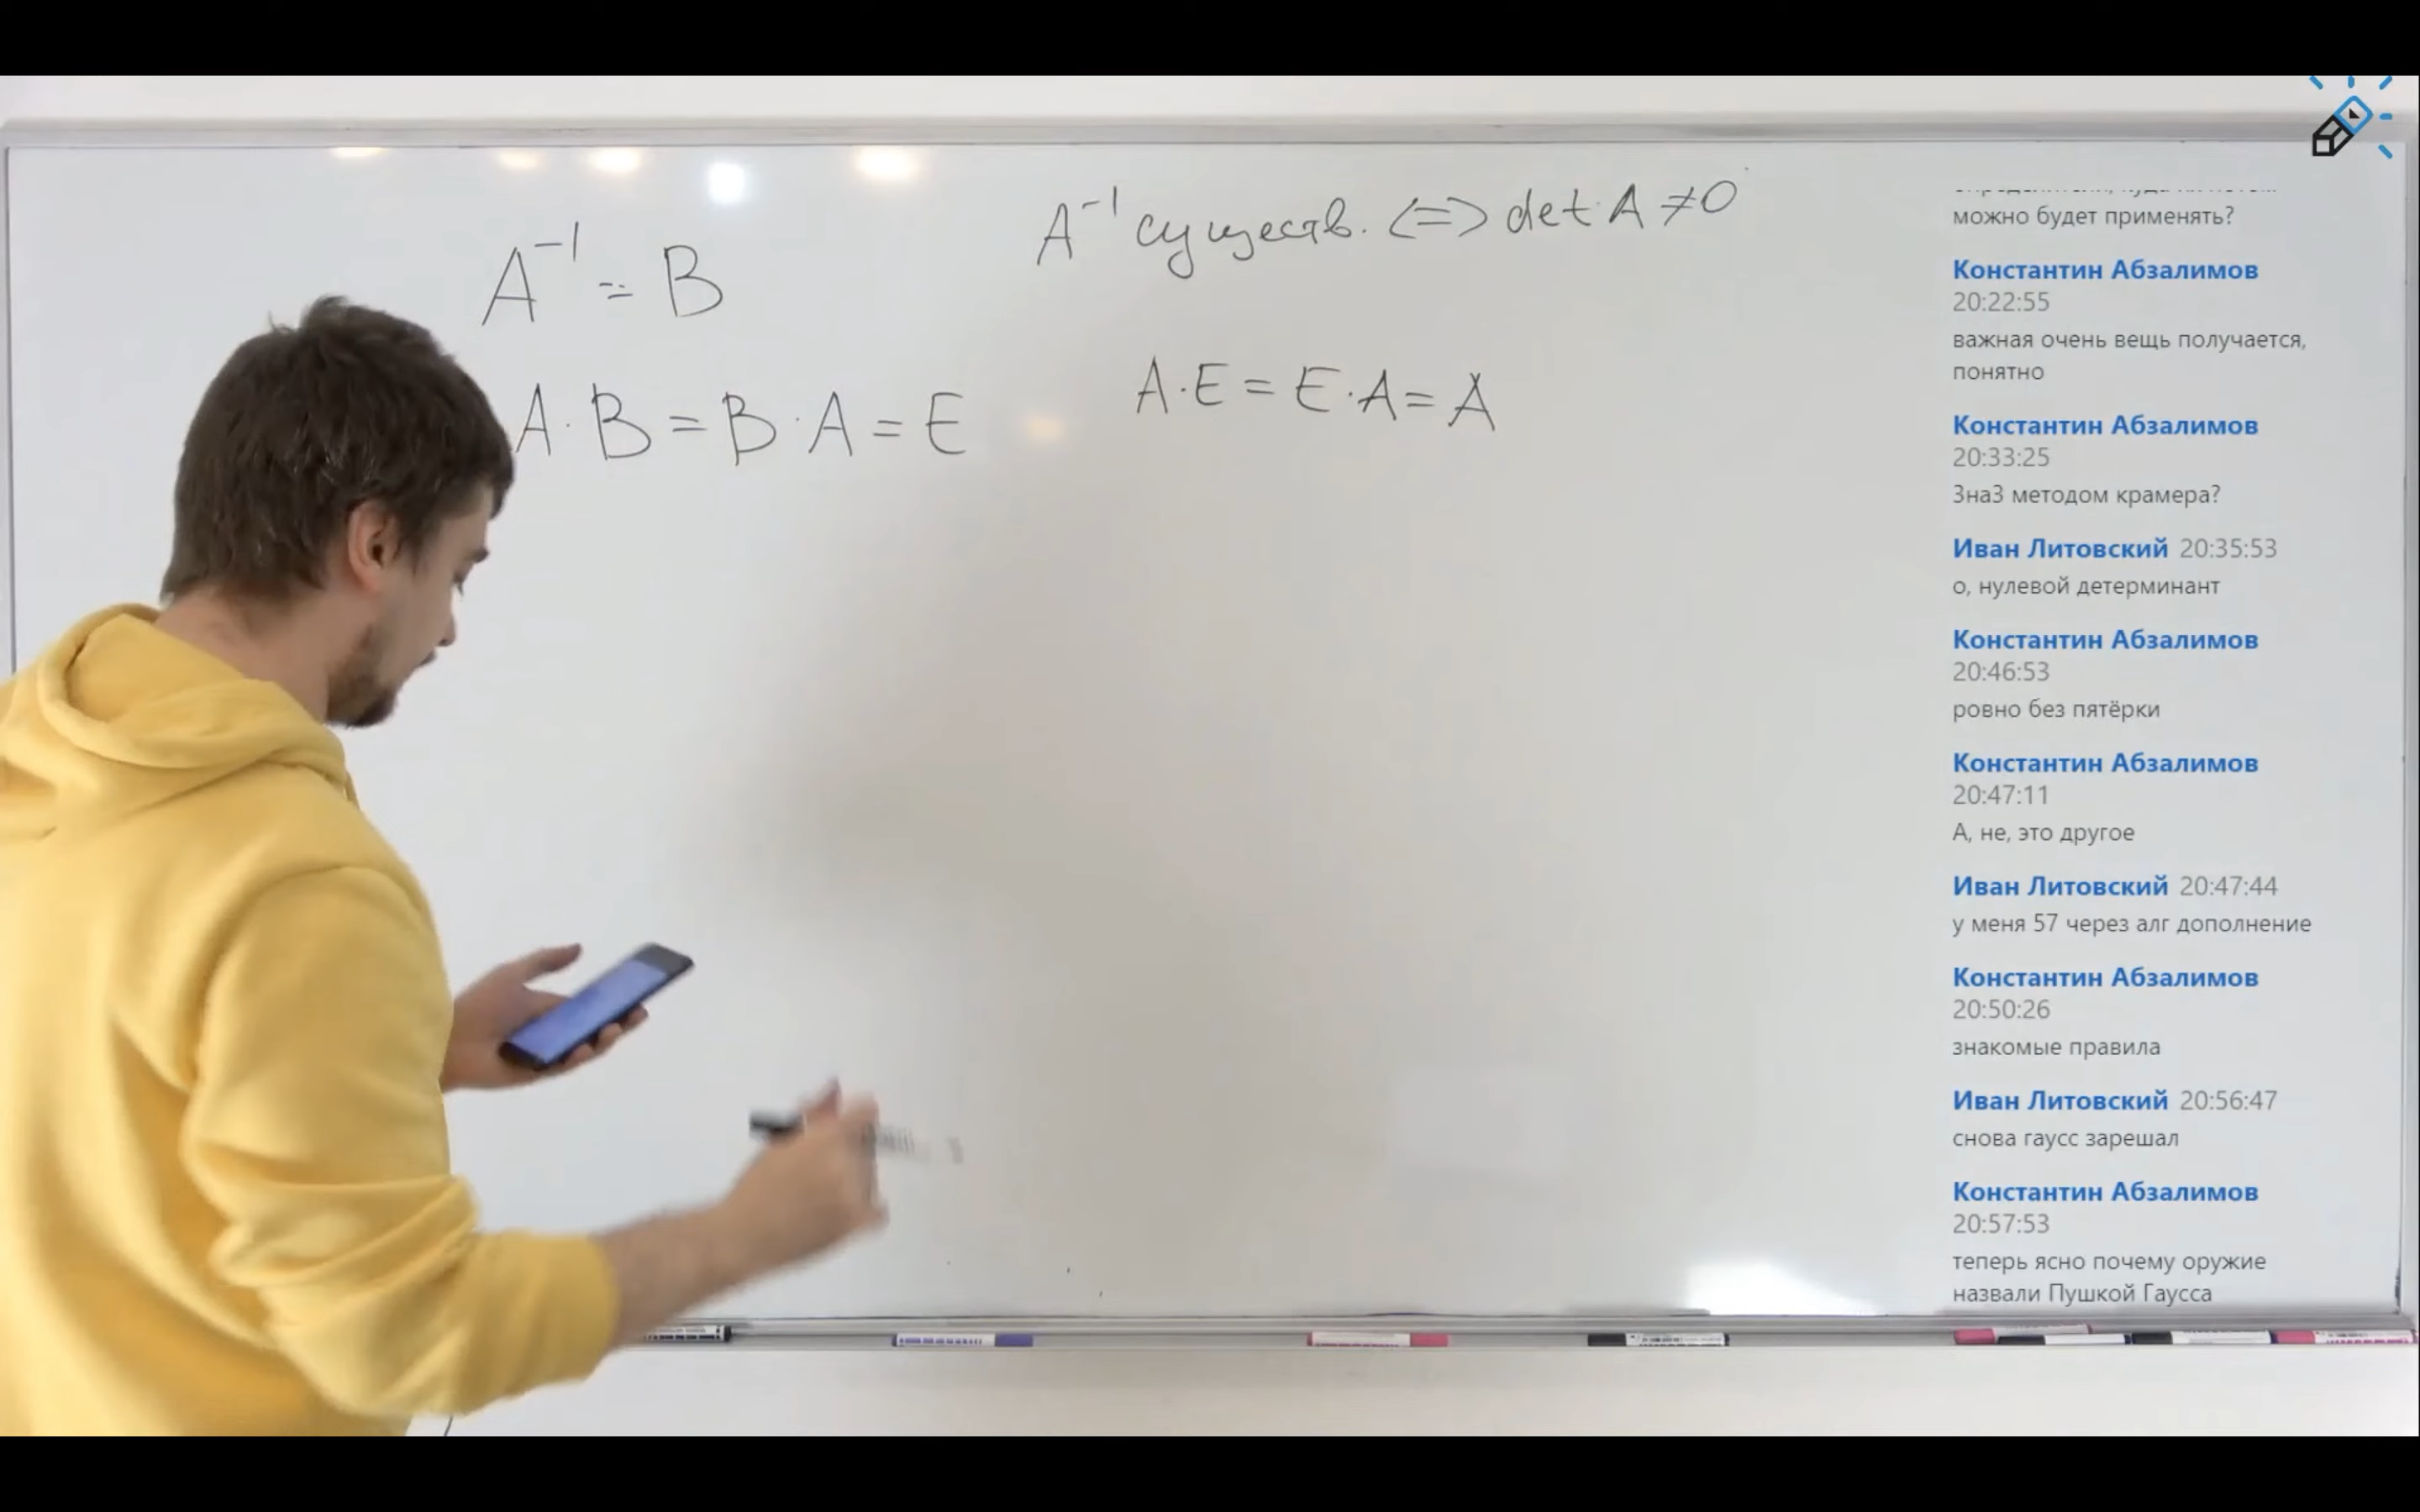 A⁻¹ = B
A · B = B · A = E
A⁻¹ существ. <=> det A ≠ 0
A · E = E · A = A
можно будет применять?
Константин Абзалимов
20:22:55
важная очень вещь получается,
понятно
Константин Абзалимов
20:33:25
3на3 методом крамера?
Иван Литовский 20:35:53
о, нулевой детерминант
Константин Абзалимов
20:46:53
ровно без пятёрки
Константин Абзалимов
20:47:11
А, не, это другое
Иван Литовский 20:47:44
у меня 57 через алг дополнение
Константин Абзалимов
20:50:26
знакомые правила
Иван Литовский 20:56:47
снова гаусс зарешал
Константин Абзалимов
20:57:53
теперь ясно почему оружие
назвали Пушкой Гаусса